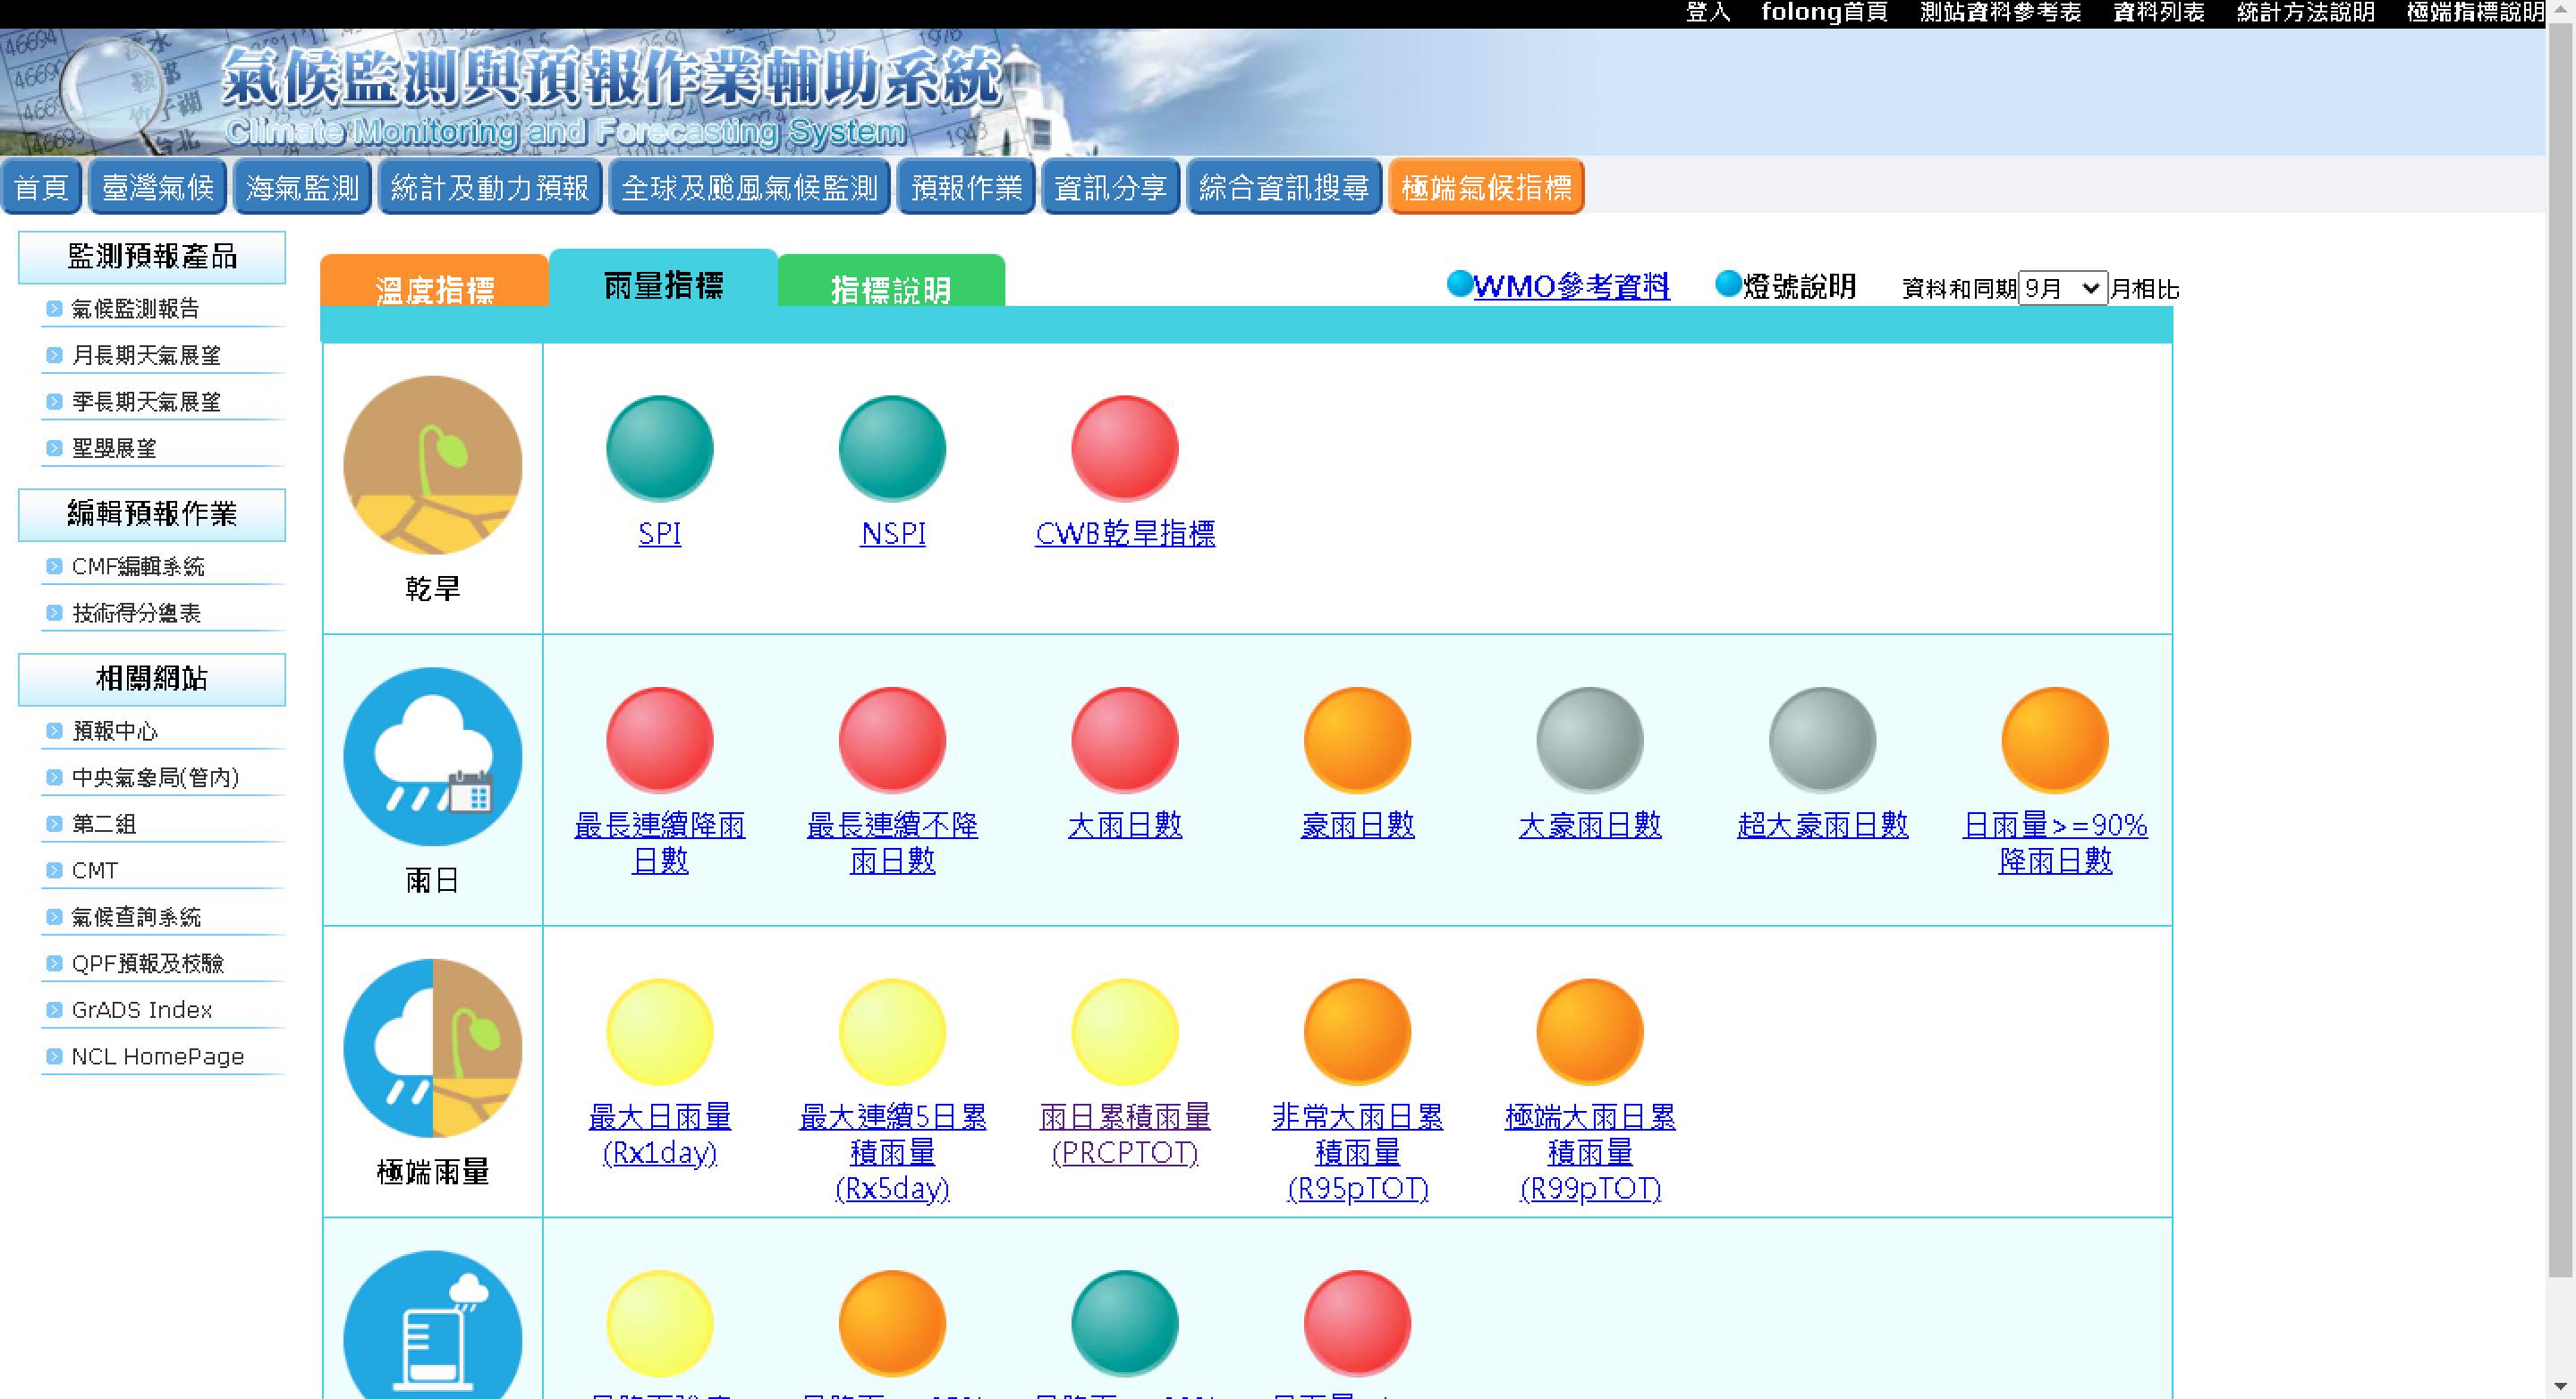 登入 folong首頁 測站資料參考表 資料列表 統計方法說明 極端指標說明
氣候監測與預報作業輔助系統
Climate Monitoring and Forecasting System
首頁 臺灣氣候 海氣監測 統計及動力預報 全球及颱風氣候監測 預報作業 資訊分享 綜合資訊搜尋 極端氣候指標
監測預報產品
氣候監測報告
月長期天氣展望
季長期天氣展望
聖嬰展望
編輯預報作業
CMF編輯系統
技術得分總表
相關網站
預報中心
中央氣象局(管內)
第二組
CMT
氣候查詢系統
QPF預報及校驗
GrADS Index
NCL HomePage
溫度指標 雨量指標 指標說明
WMO參考資料 燈號說明 資料和同期 9月 月相比
乾旱
SPI NSPI CWB乾旱指標
雨日
最長連續降雨
日數
最長連續不降
雨日數
大雨日數
豪雨日數
大豪雨日數
超大豪雨日數
日雨量>=90%
降雨日數
極端雨量
最大日雨量
(Rx1day)
最大連續5日累
積雨量
(Rx5day)
雨日累積雨量
(PRCPTOT)
非常大雨日累
積雨量
(R95pTOT)
極端大雨日累
積雨量
(R99pTOT)